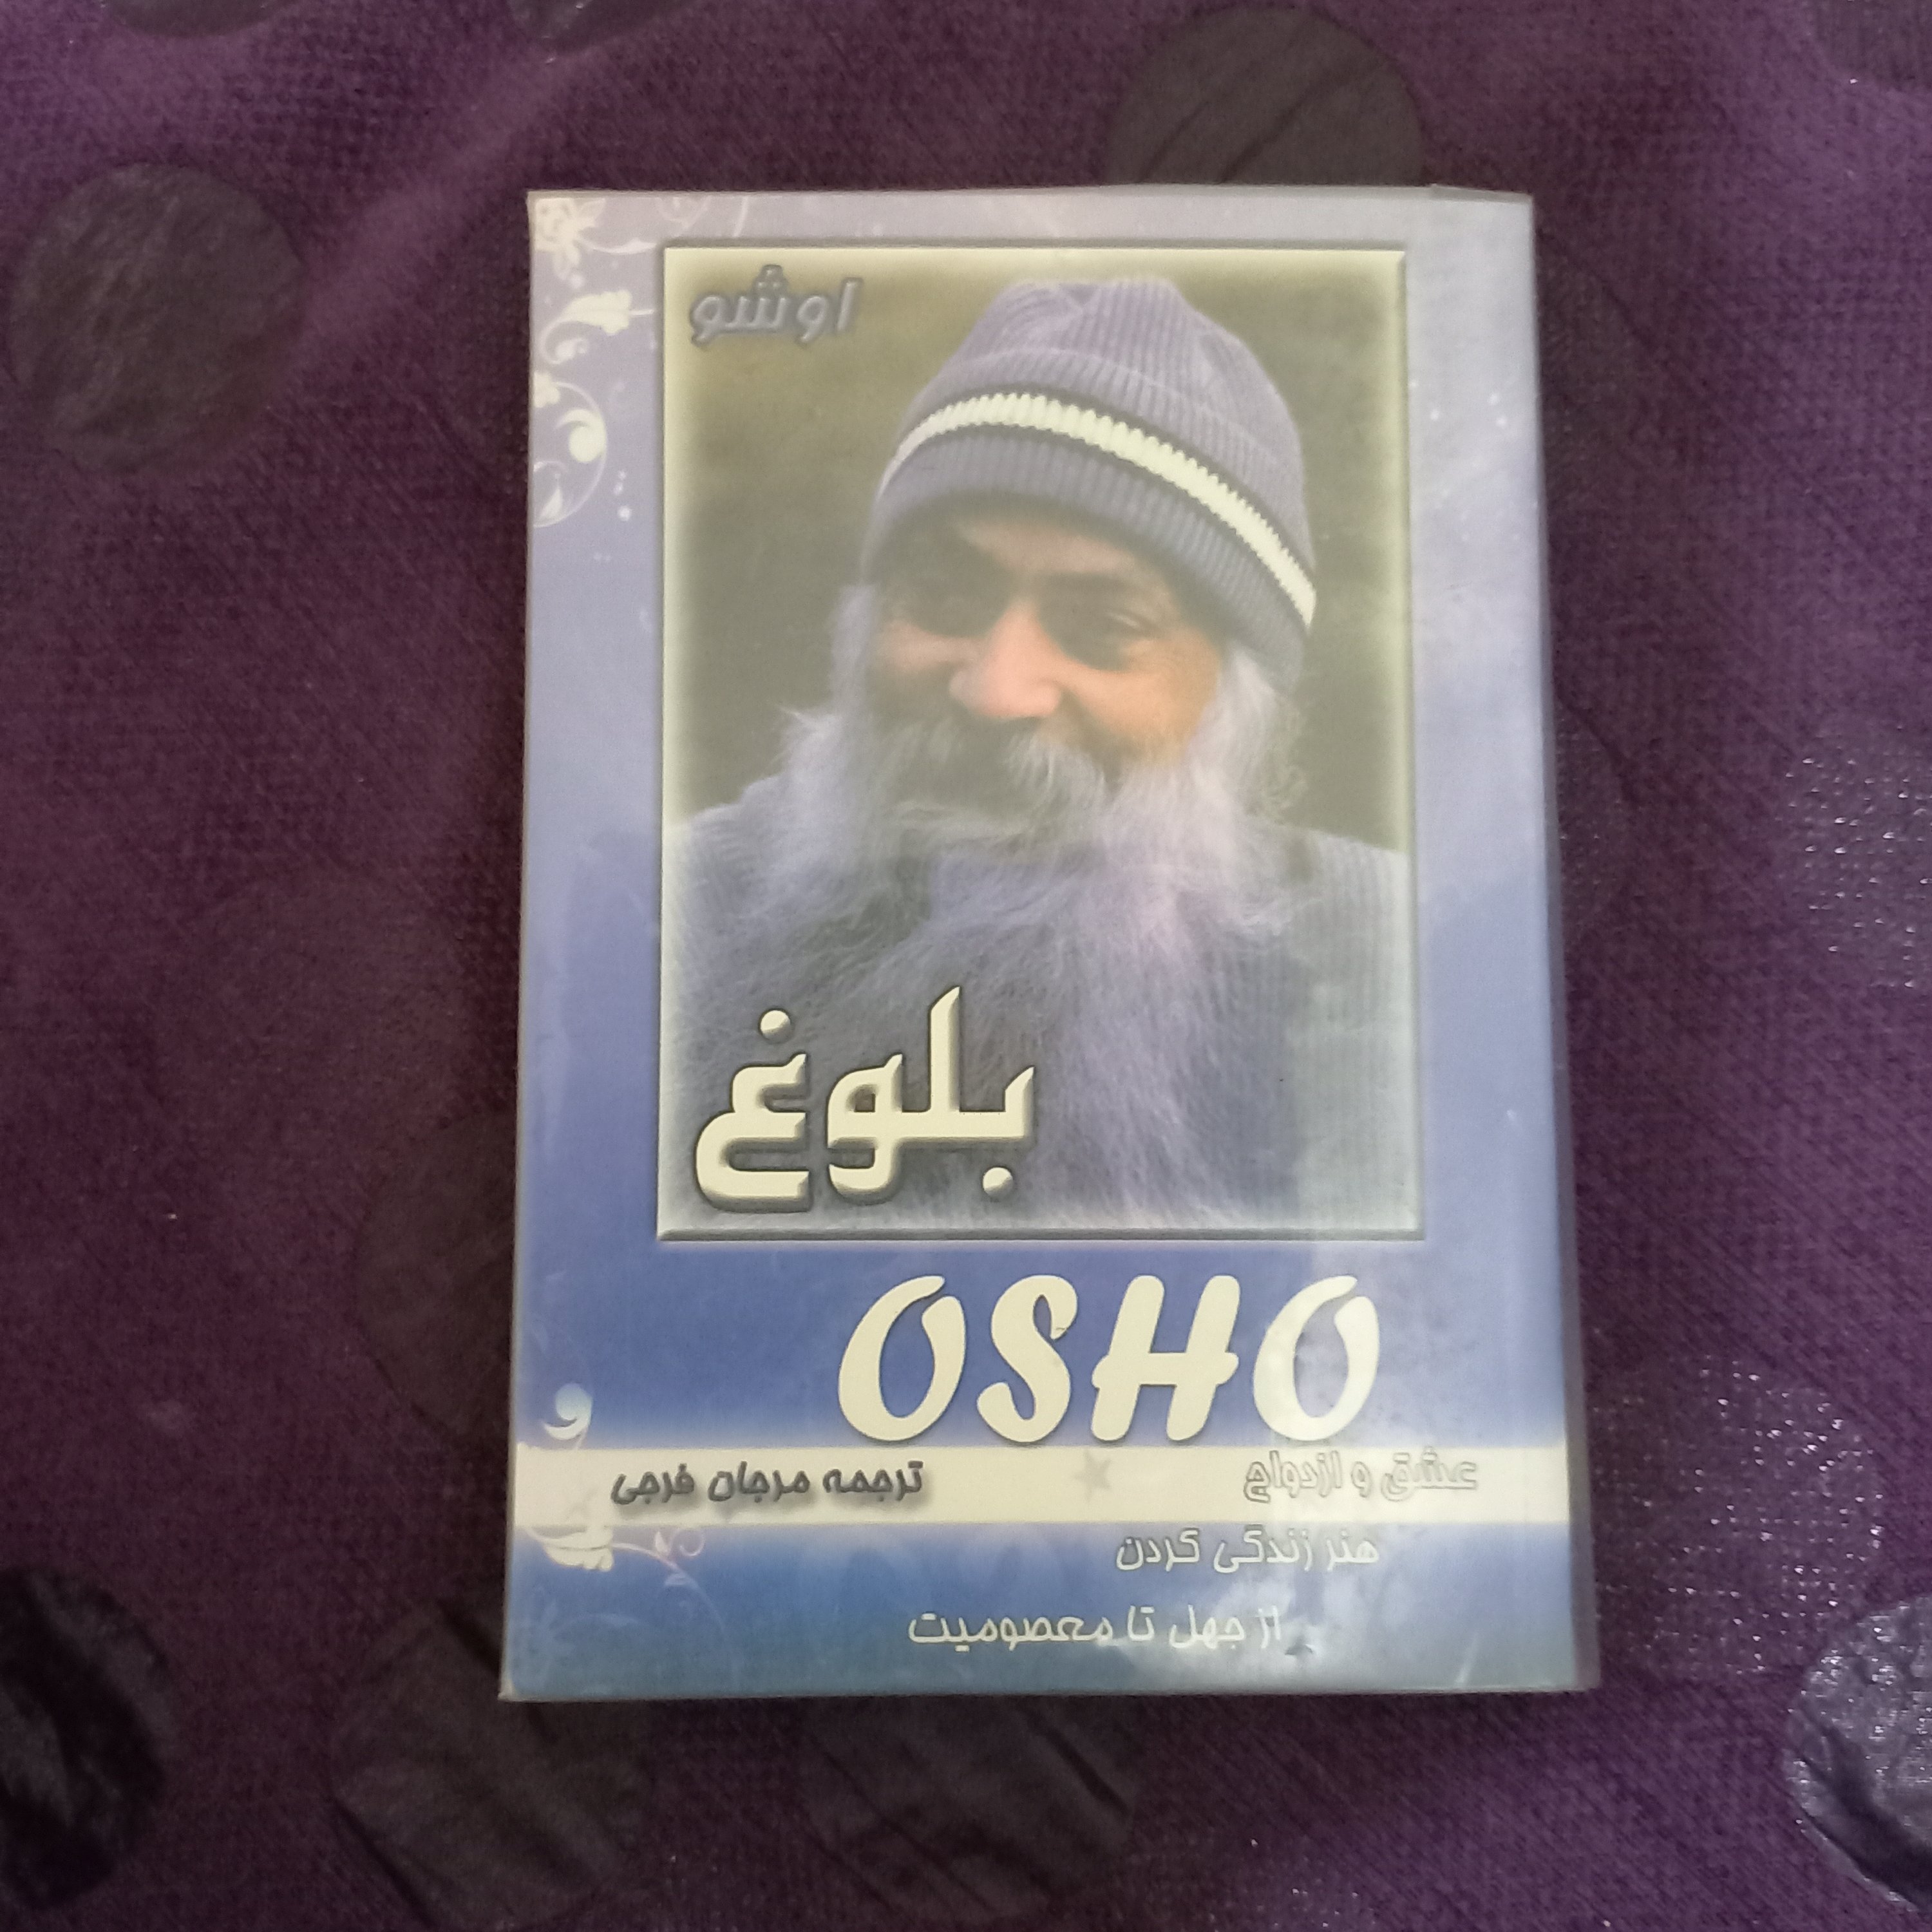 اوشو
بلوغ
OSHO
عشق و ازدواج
ترجمه مرجان فرجی
هنر زندگی کردن
از جهل تا معصومیت